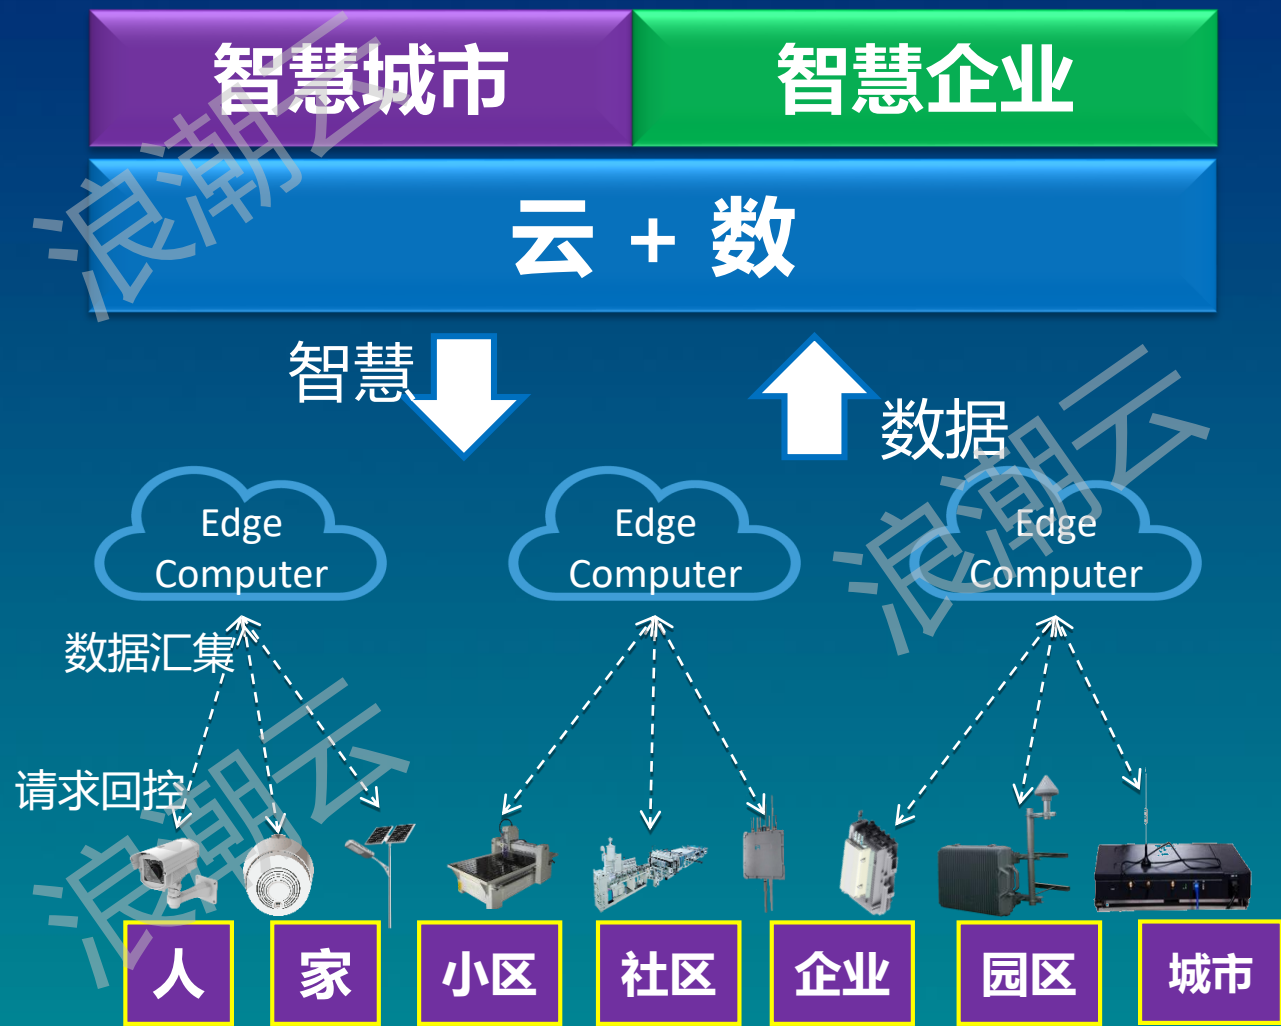 智慧城市
智慧企业
云 + 数
智慧
数据
Edge
Computer
Edge
Computer
Edge
Computer
数据汇集
请求回控
人
家
小区
社区
企业
园区
城市
浪潮云
浪潮云
浪潮云